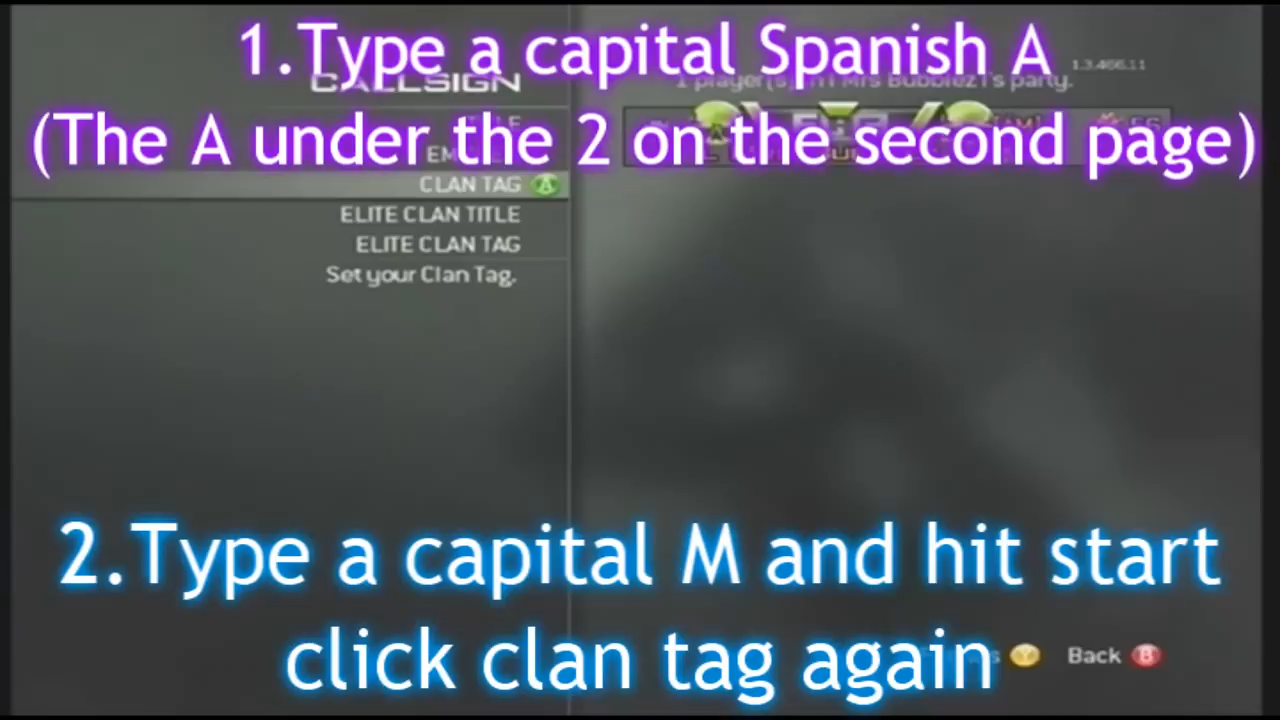 1.Type a capital Spanish A
CALLSIGN
1.3.466.11
(The A under the 2 on the second page)
CLAN TAG A
ELITE CLAN TITLE
ELITE CLAN TAG
Set your Clan Tag.
2.Type a capital M and hit start
click clan tag again
Y Back B